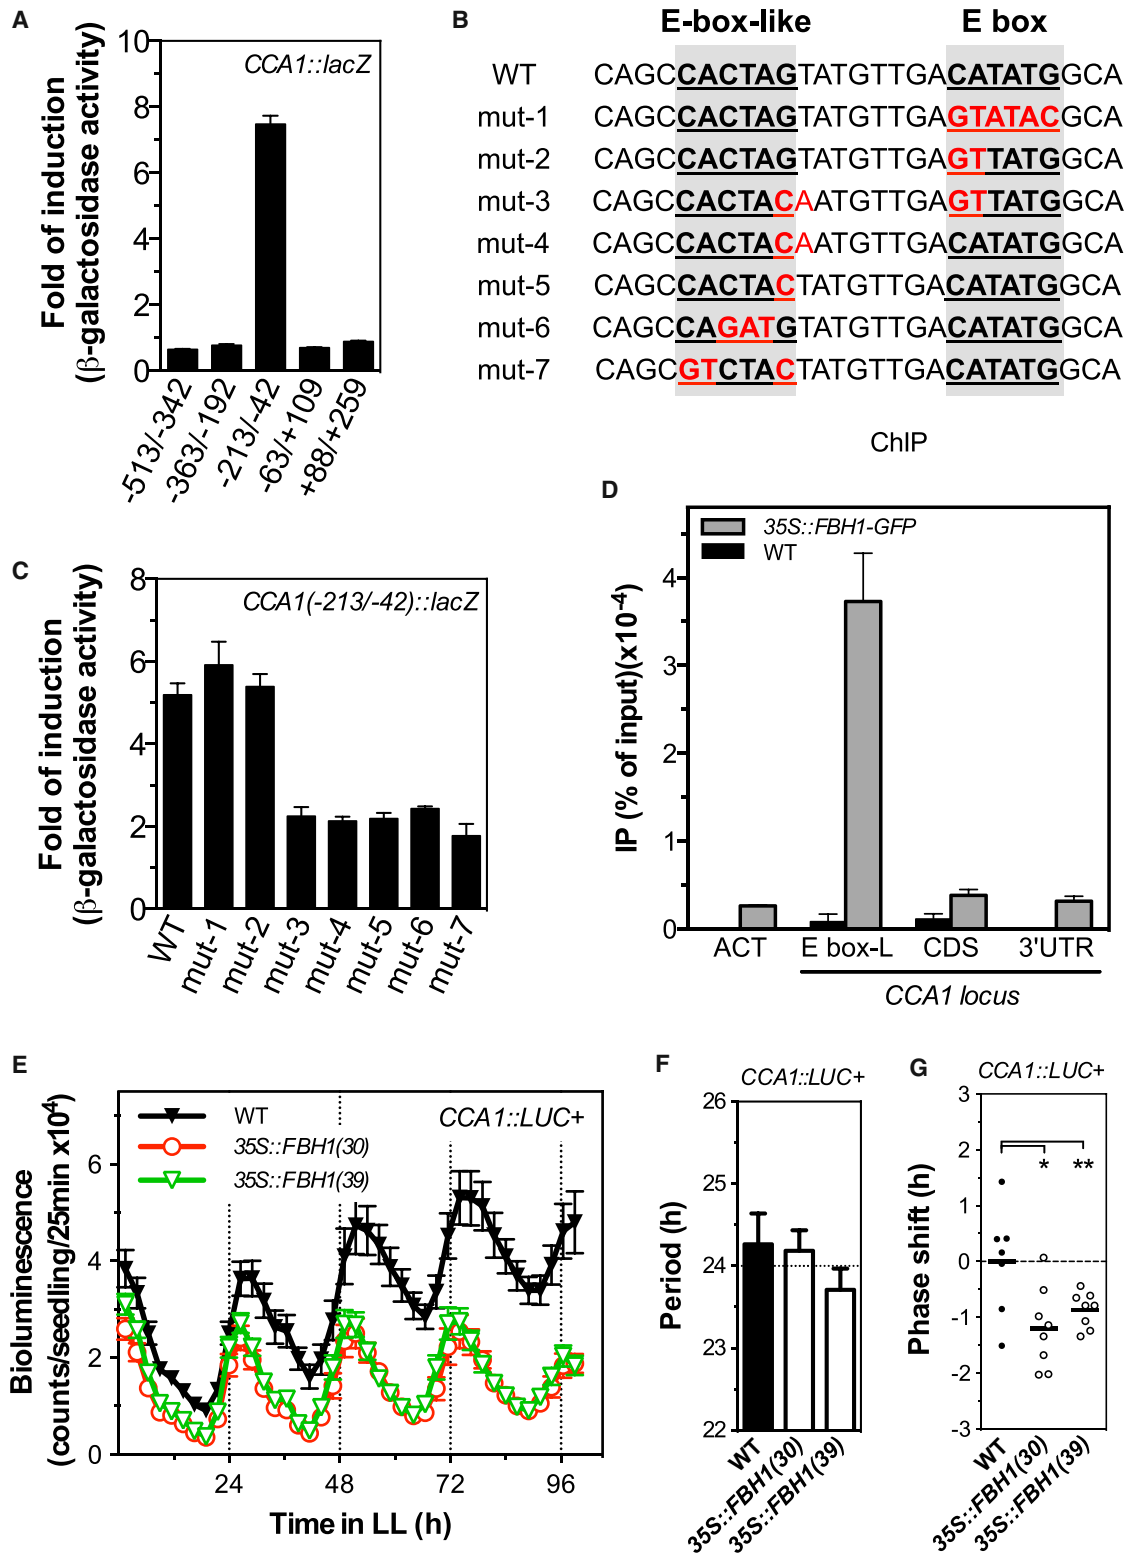 A
10
8
6
4
2
0
Fold of induction
(β-galactosidase activity)
CCA1::lacZ
-513/-342
-363/-192
-213/-42
-63/+109
+88/+259
B
E-box-like
E box
WT CAGCCACTAGTATGTTGACATATGGCA
mut-1 CAGCCACTAGTATGTTGAGTATACGCA
mut-2 CAGCCACTAGTATGTTGAGTTATGGCA
mut-3 CAGCCACTACAATGTTGAGTTATGGCA
mut-4 CAGCCACTACAATGTTGACATATGGCA
mut-5 CAGCCACTACTATGTTGACATATGGCA
mut-6 CAGCCAGATGTATGTTGACATATGGCA
mut-7 CAGCGTCTACTATGTTGACATATGGCA
C
8
6
4
2
0
Fold of induction
(β-galactosidase activity)
CCA1(-213/-42)::lacZ
WT
mut-1
mut-2
mut-3
mut-4
mut-5
mut-6
mut-7
ChIP
D
35S::FBH1-GFP
WT
4
3
2
1
0
IP (% of input)(x10-4)
ACT
E box-L
CDS
3'UTR
CCA1 locus
E
WT
35S::FBH1(30)
35S::FBH1(39)
CCA1::LUC+
6
4
2
0
Bioluminescence
(counts/seedling/25min x10⁴)
24
48
72
96
Time in LL (h)
F
CCA1::LUC+
26
25
24
23
22
Period (h)
WT
35S::FBH1(30)
35S::FBH1(39)
G
CCA1::LUC+
3
2
1
0
-1
-2
-3
Phase shift (h)
*
**
WT
35S::FBH1(30)
35S::FBH1(39)